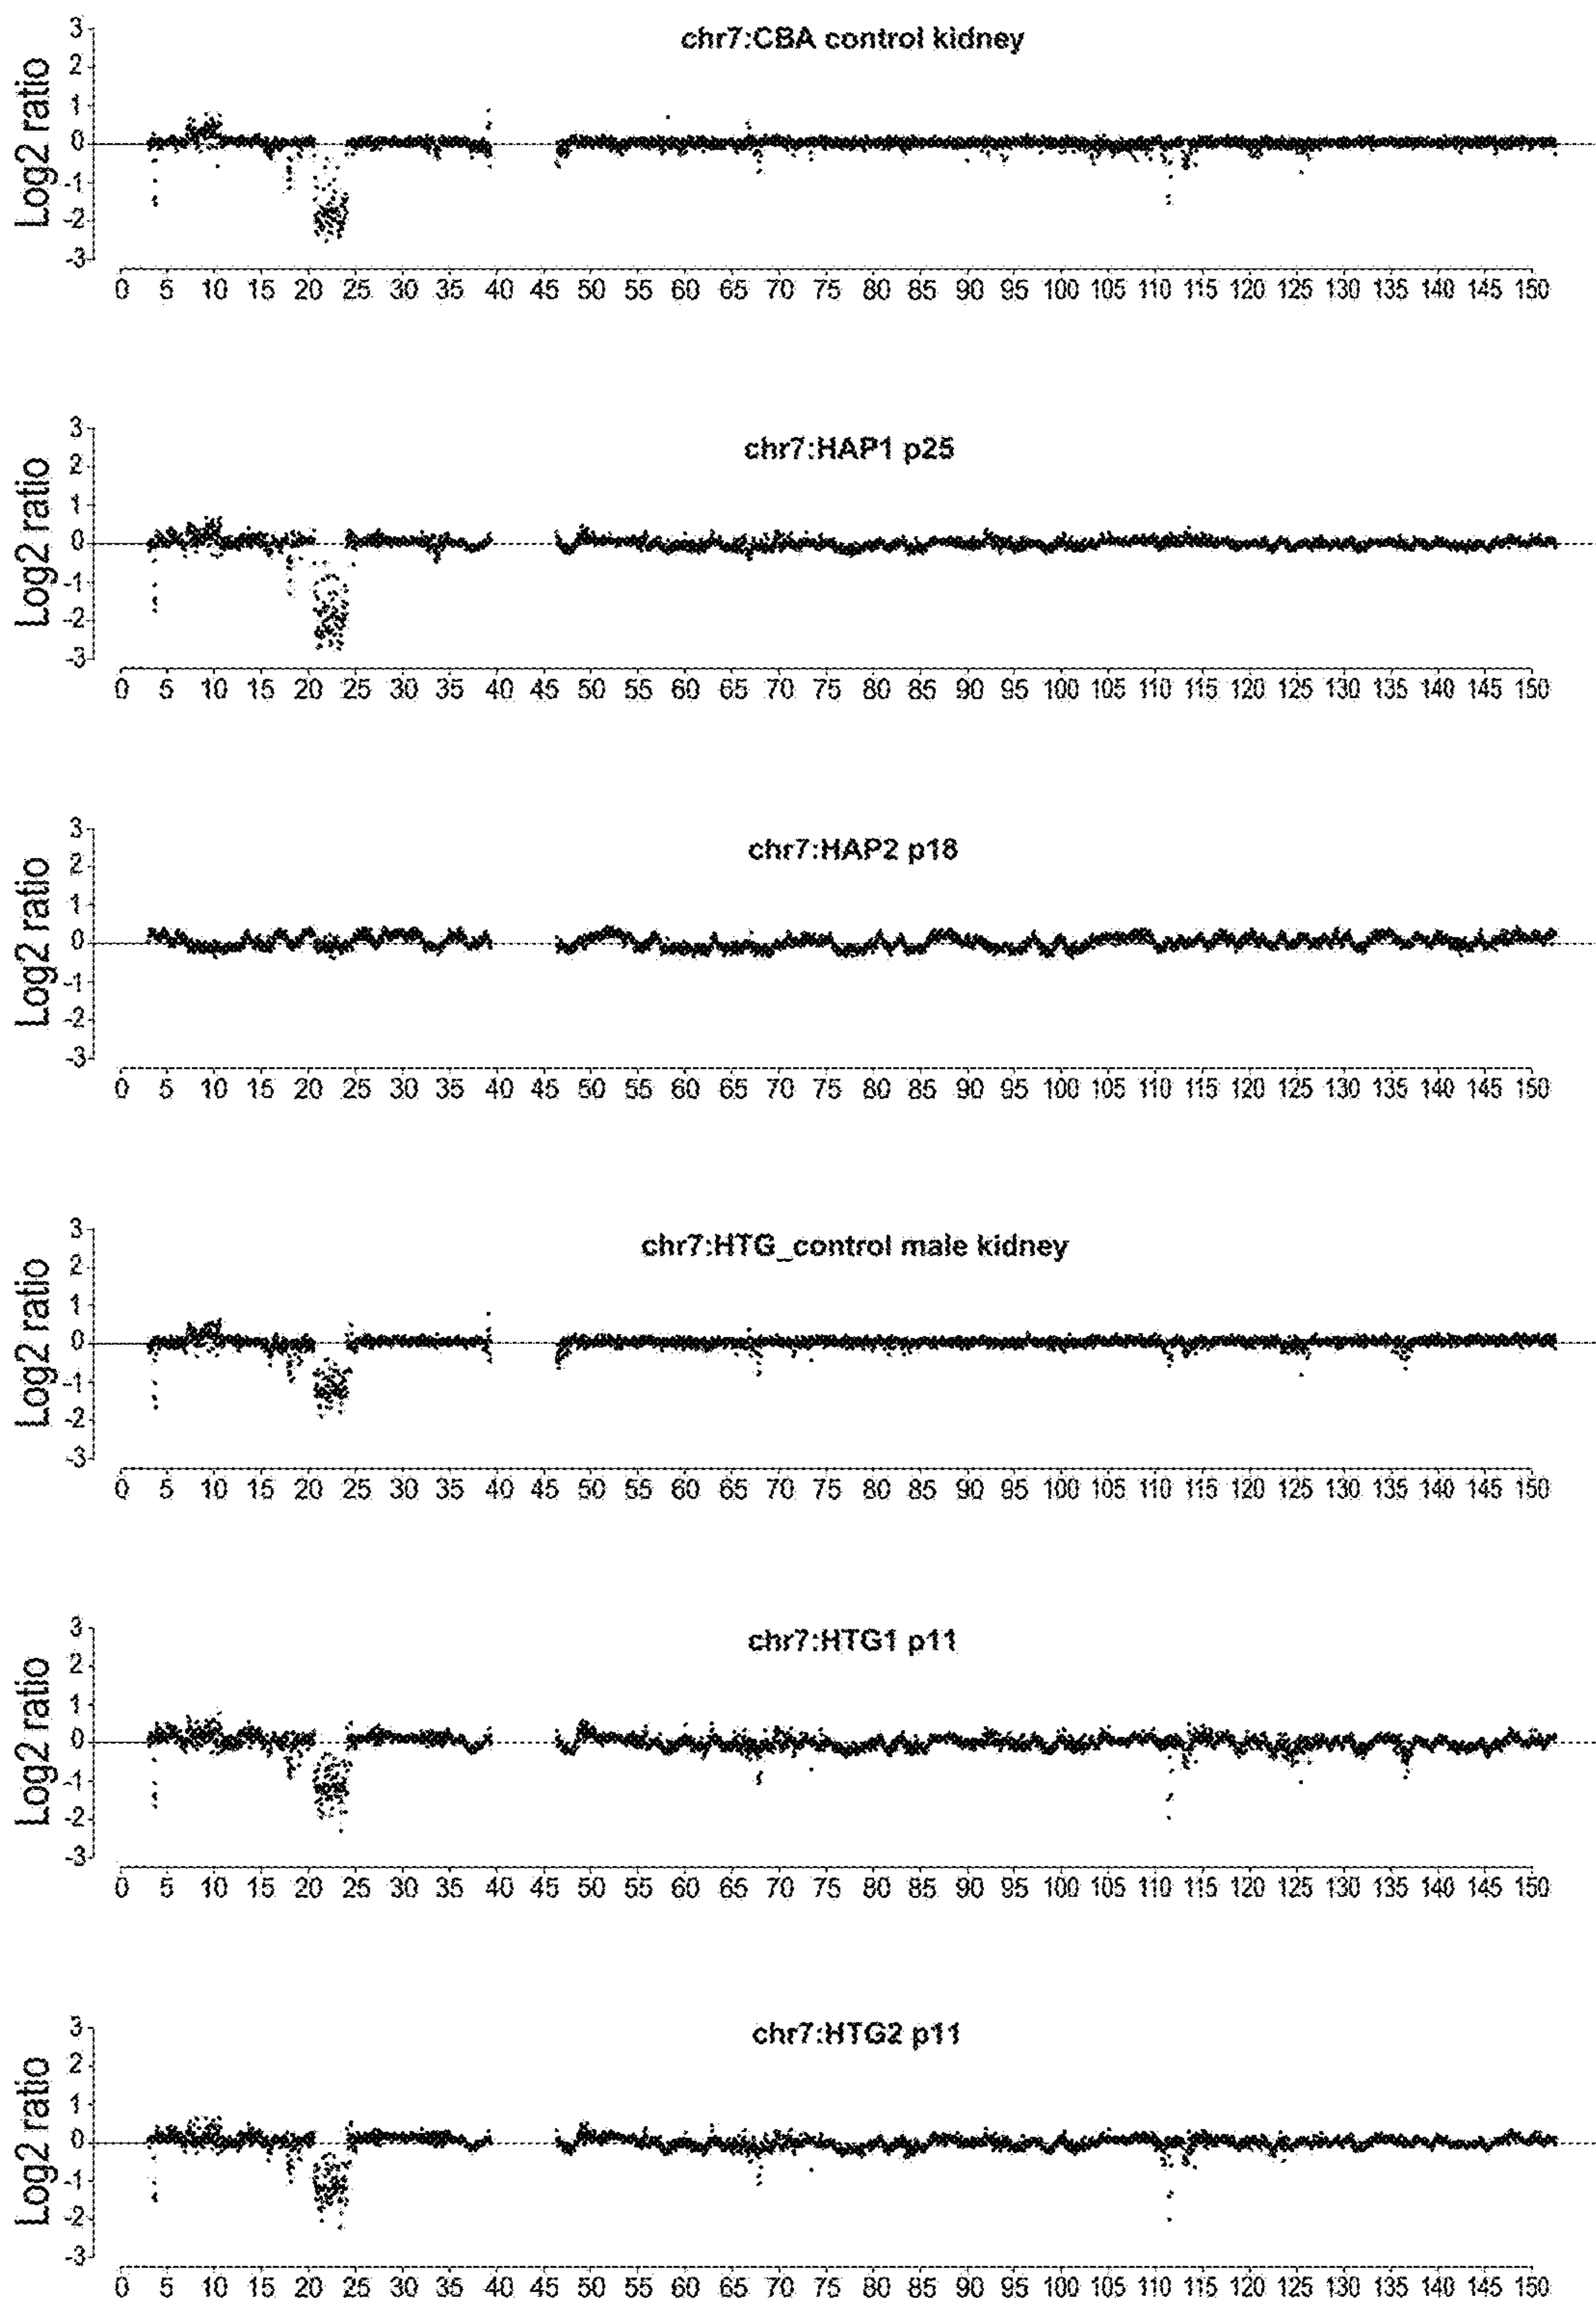 chr7:CBA control kidney
Log2 ratio
3
2
1
0
-1
-2
-3
0 5 10 15 20 25 30 35 40 45 50 55 60 65 70 75 80 85 90 95 100 105 110 115 120 125 130 135 140 145 150
chr7:HAP1 p25
Log2 ratio
3
2
1
0
-1
-2
-3
0 5 10 15 20 25 30 35 40 45 50 55 60 65 70 75 80 85 90 95 100 105 110 115 120 125 130 135 140 145 150
chr7:HAP2 p18
Log2 ratio
3
2
1
0
-1
-2
-3
0 5 10 15 20 25 30 35 40 45 50 55 60 65 70 75 80 85 90 95 100 105 110 115 120 125 130 135 140 145 150
chr7:HTG_control male kidney
Log2 ratio
3
2
1
0
-1
-2
-3
0 5 10 15 20 25 30 35 40 45 50 55 60 65 70 75 80 85 90 95 100 105 110 115 120 125 130 135 140 145 150
chr7:HTG1 p11
Log2 ratio
3
2
1
0
-1
-2
-3
0 5 10 15 20 25 30 35 40 45 50 55 60 65 70 75 80 85 90 95 100 105 110 115 120 125 130 135 140 145 150
chr7:HTG2 p11
Log2 ratio
3
2
1
0
-1
-2
-3
0 5 10 15 20 25 30 35 40 45 50 55 60 65 70 75 80 85 90 95 100 105 110 115 120 125 130 135 140 145 150